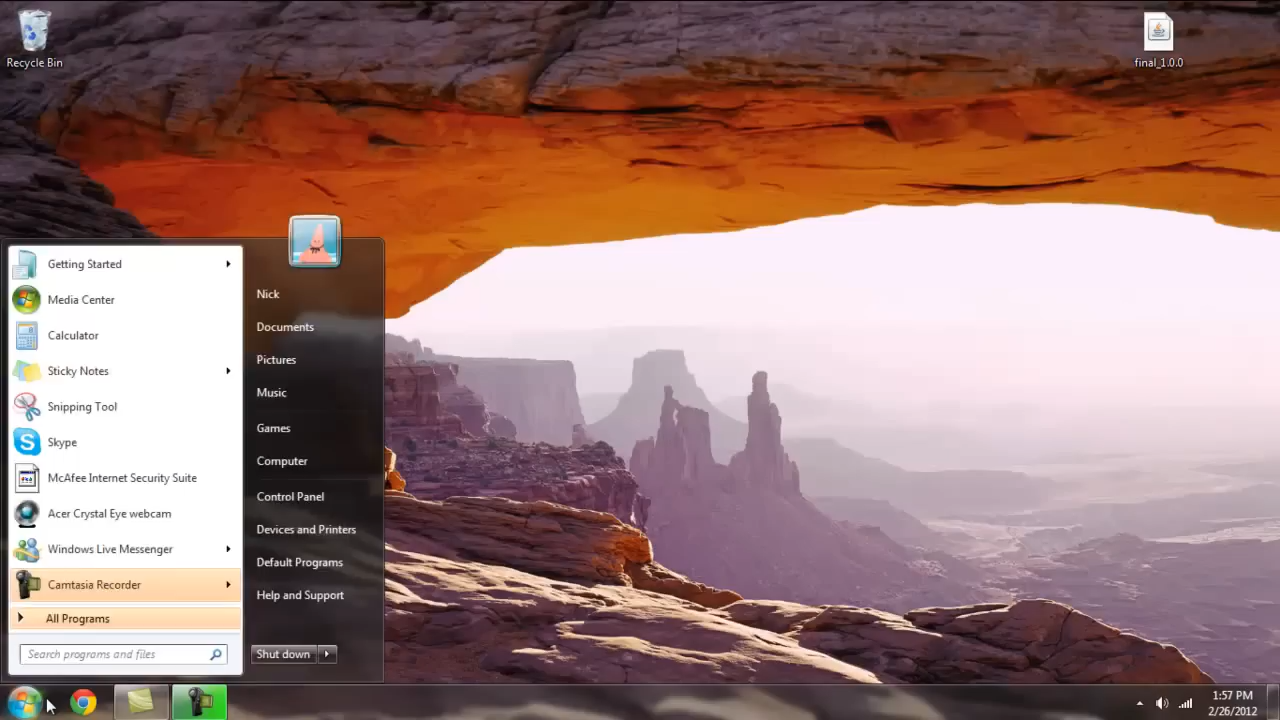 Recycle Bin
final_1.0.0
Getting Started
Media Center
Calculator
Sticky Notes
Snipping Tool
Skype
McAfee Internet Security Suite
Acer Crystal Eye webcam
Windows Live Messenger
Camtasia Recorder
All Programs
Search programs and files
Nick
Documents
Pictures
Music
Games
Computer
Control Panel
Devices and Printers
Default Programs
Help and Support
Shut down
1:57 PM
2/26/2012